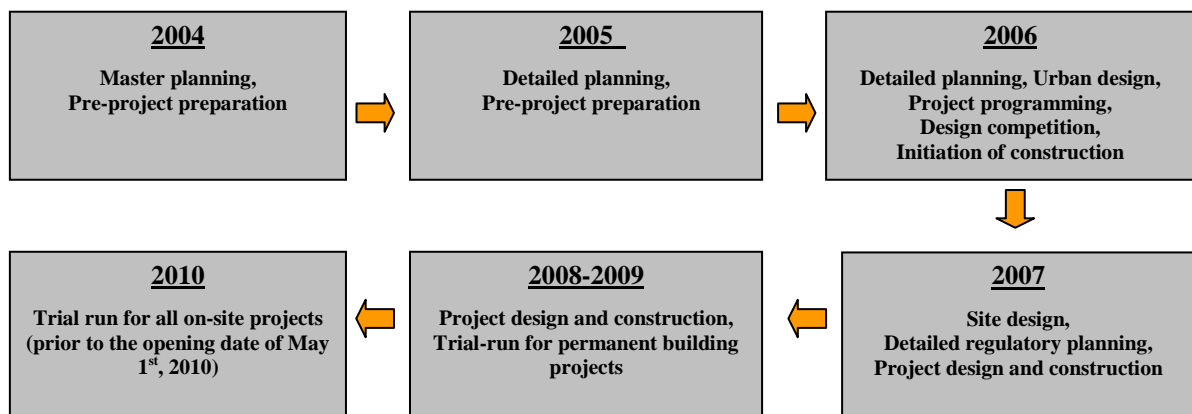 2004
Master planning,
Pre-project preparation
2005
Detailed planning,
Pre-project preparation
2006
Detailed planning, Urban design,
Project programming,
Design competition,
Initiation of construction
2007
Site design,
Detailed regulatory planning,
Project design and construction
2008-2009
Project design and construction,
Trial-run for permanent building
projects
2010
Trial run for all on-site projects
(prior to the opening date of May
1st, 2010)